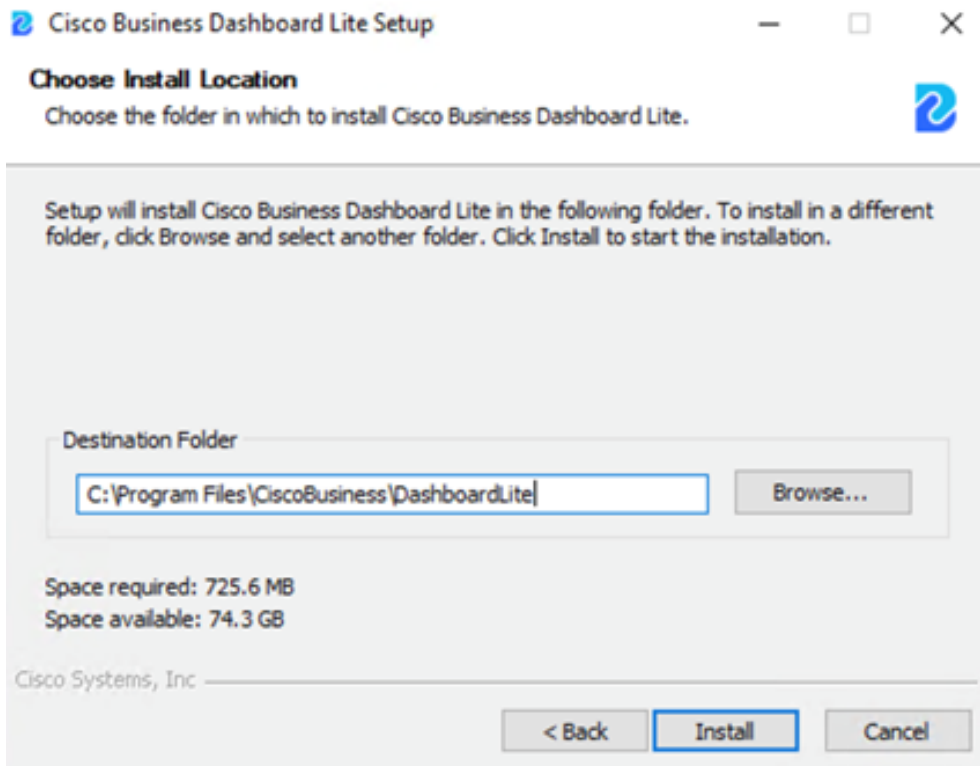 Cisco Business Dashboard Lite Setup
Choose Install Location
Choose the folder in which to install Cisco Business Dashboard Lite.
Setup will install Cisco Business Dashboard Lite in the following folder. To install in a different
folder, click Browse and select another folder. Click Install to start the installation.
Destination Folder
C:\Program Files\CiscoBusiness\DashboardLite
Browse...
Space required: 725.6 MB
Space available: 74.3 GB
Cisco Systems, Inc
< Back
Install
Cancel